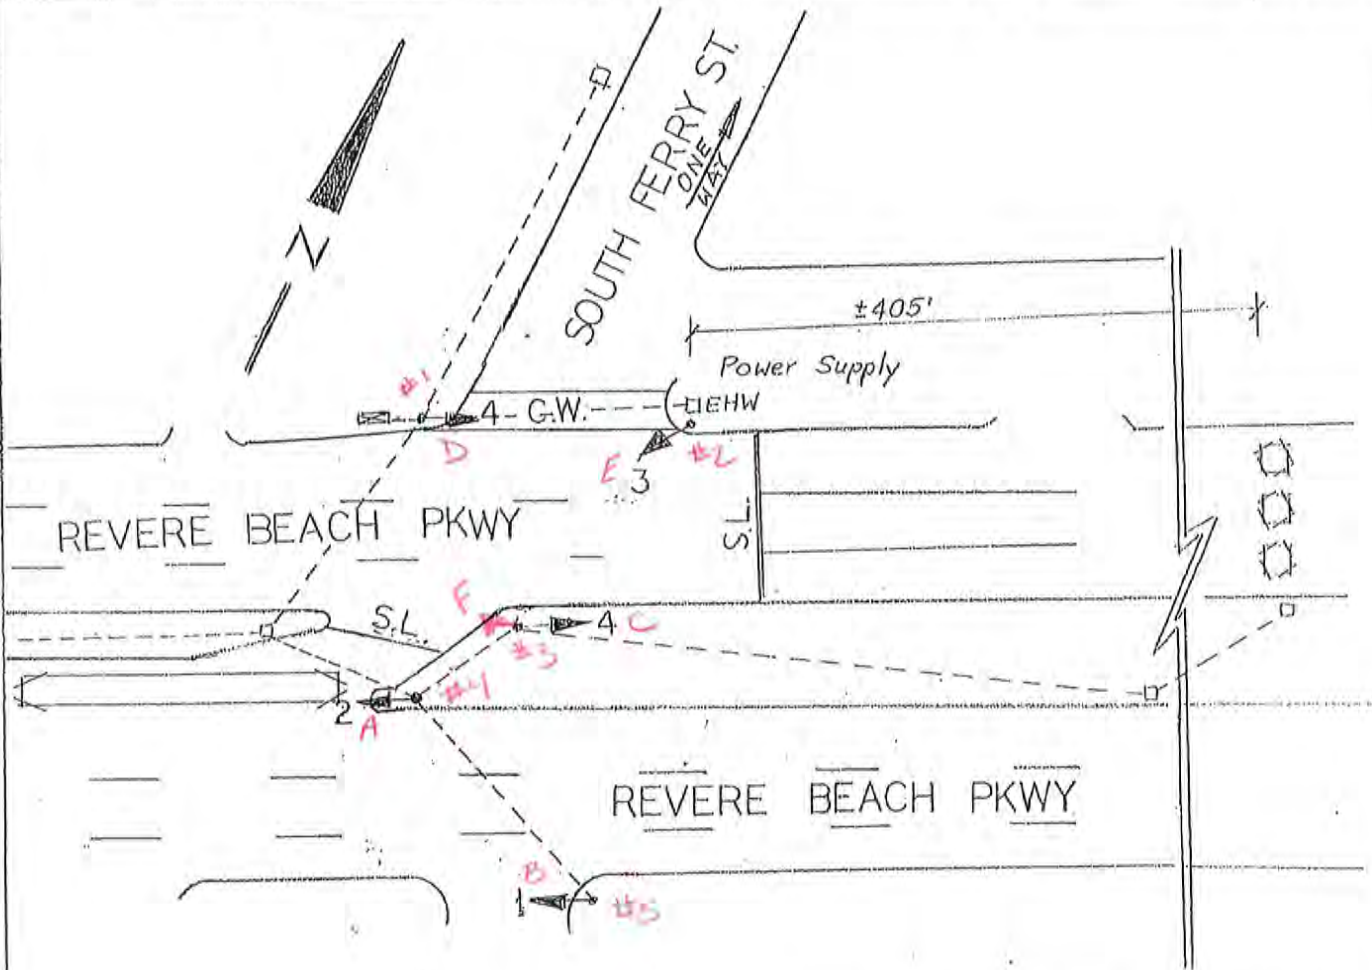 SOUTH FERRY ST.
ONE
WAY
N
±405'
Power Supply
#1
4
G.W.
EHW
D
E
3
#2
REVERE BEACH PKWY
S.L.
F
S.L.
4
C
#3
#4
2
A
REVERE BEACH PKWY
B
1
#5